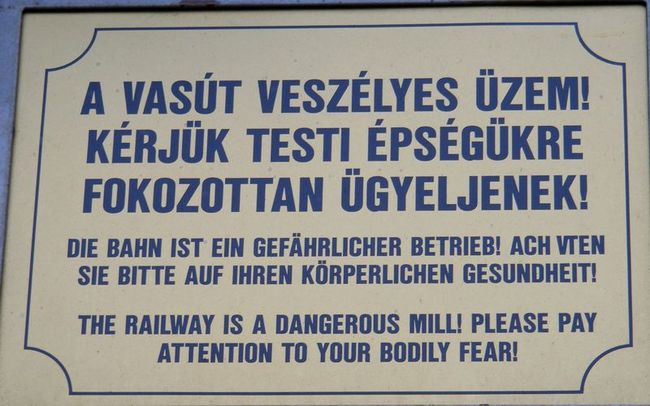 A VASÚT VESZÉLYES ÜZEM!
KÉRJÜK TESTI ÉPSÉGÜKRE
FOKOZOTTAN ÜGYELJENEK!
DIE BAHN IST EIN GEFÄHRLICHER BETRIEB! ACH VTEN
SIE BITTE AUF IHREN KÖRPERLICHEN GESUNDHEIT!
THE RAILWAY IS A DANGEROUS MILL! PLEASE PAY
ATTENTION TO YOUR BODILY FEAR!